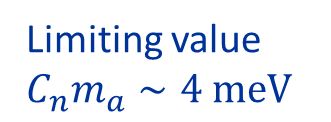 Limiting value
Cₙmₐ ~ 4 meV